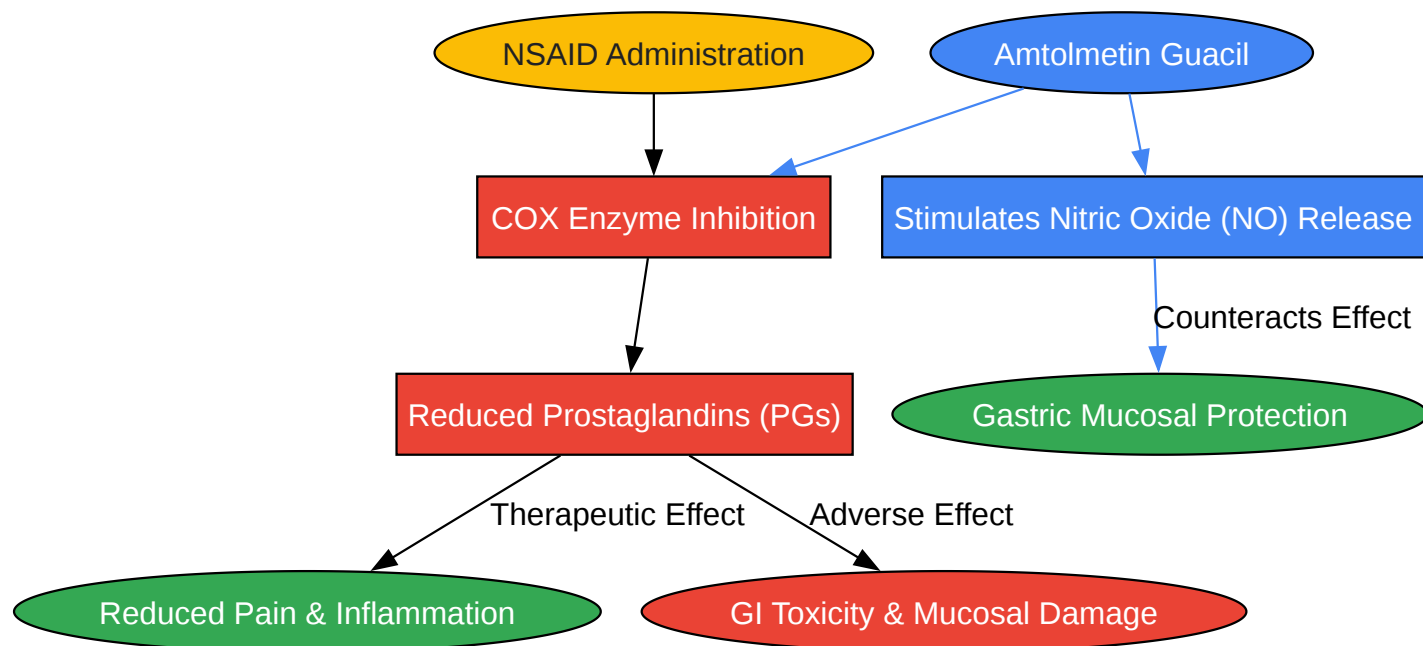 NSAID Administration
Amtolmetin Guacil
COX Enzyme Inhibition
Stimulates Nitric Oxide (NO) Release
Counteracts Effect
Reduced Prostaglandins (PGs)
Gastric Mucosal Protection
Therapeutic Effect
Adverse Effect
Reduced Pain & Inflammation
GI Toxicity & Mucosal Damage